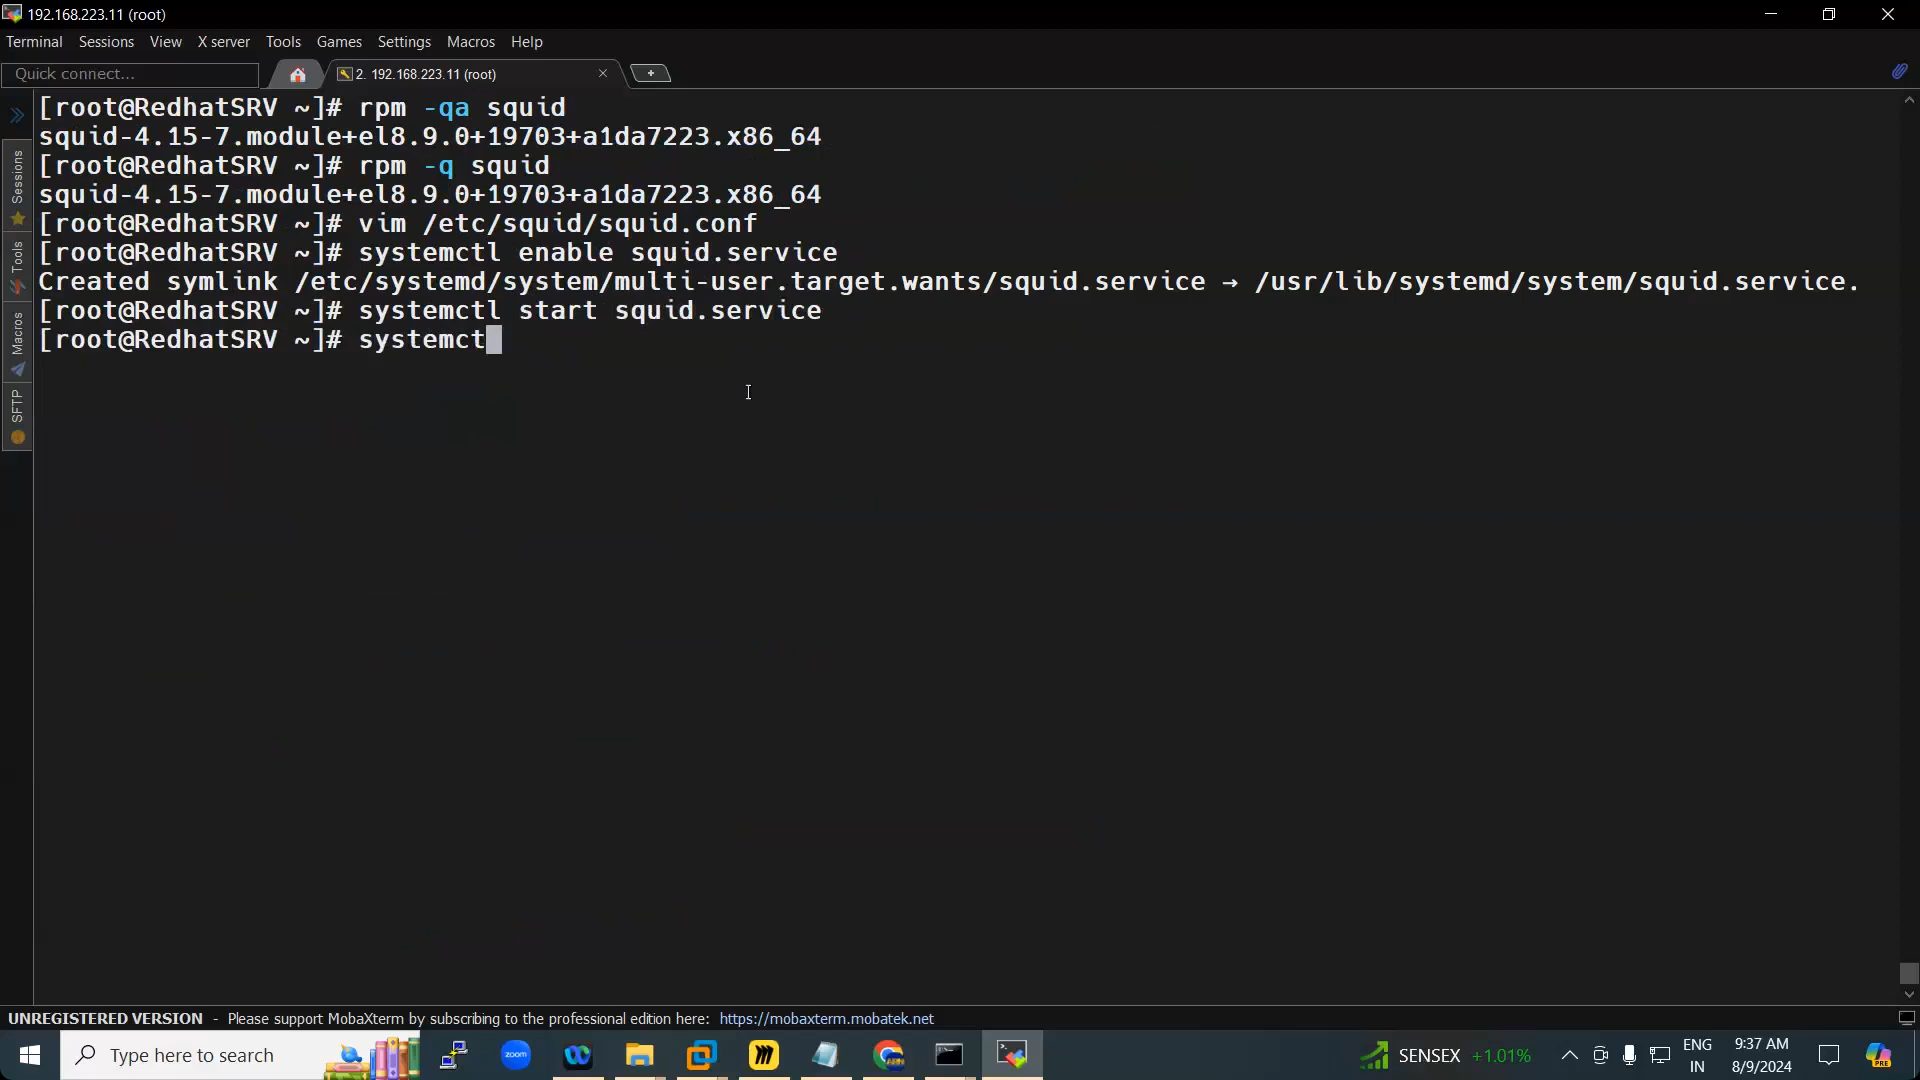 192.168.223.11 (root)
Terminal Sessions View X server Tools Games Settings Macros Help
Quick connect...
2. 192.168.223.11 (root)
[root@RedhatSRV ~]# rpm -qa squid
squid-4.15-7.module+el8.9.0+19703+a1da7223.x86_64
[root@RedhatSRV ~]# rpm -q squid
squid-4.15-7.module+el8.9.0+19703+a1da7223.x86_64
[root@RedhatSRV ~]# vim /etc/squid/squid.conf
[root@RedhatSRV ~]# systemctl enable squid.service
Created symlink /etc/systemd/system/multi-user.target.wants/squid.service → /usr/lib/systemd/system/squid.service.
[root@RedhatSRV ~]# systemctl start squid.service
[root@RedhatSRV ~]# systemct
Sessions
Tools
Macros
SFTP
UNREGISTERED VERSION - Please support MobaXterm by subscribing to the professional edition here: https://mobaxterm.mobatek.net
Type here to search
zoom
SENSEX +1.01%
ENG
IN
9:37 AM
8/9/2024
PRE